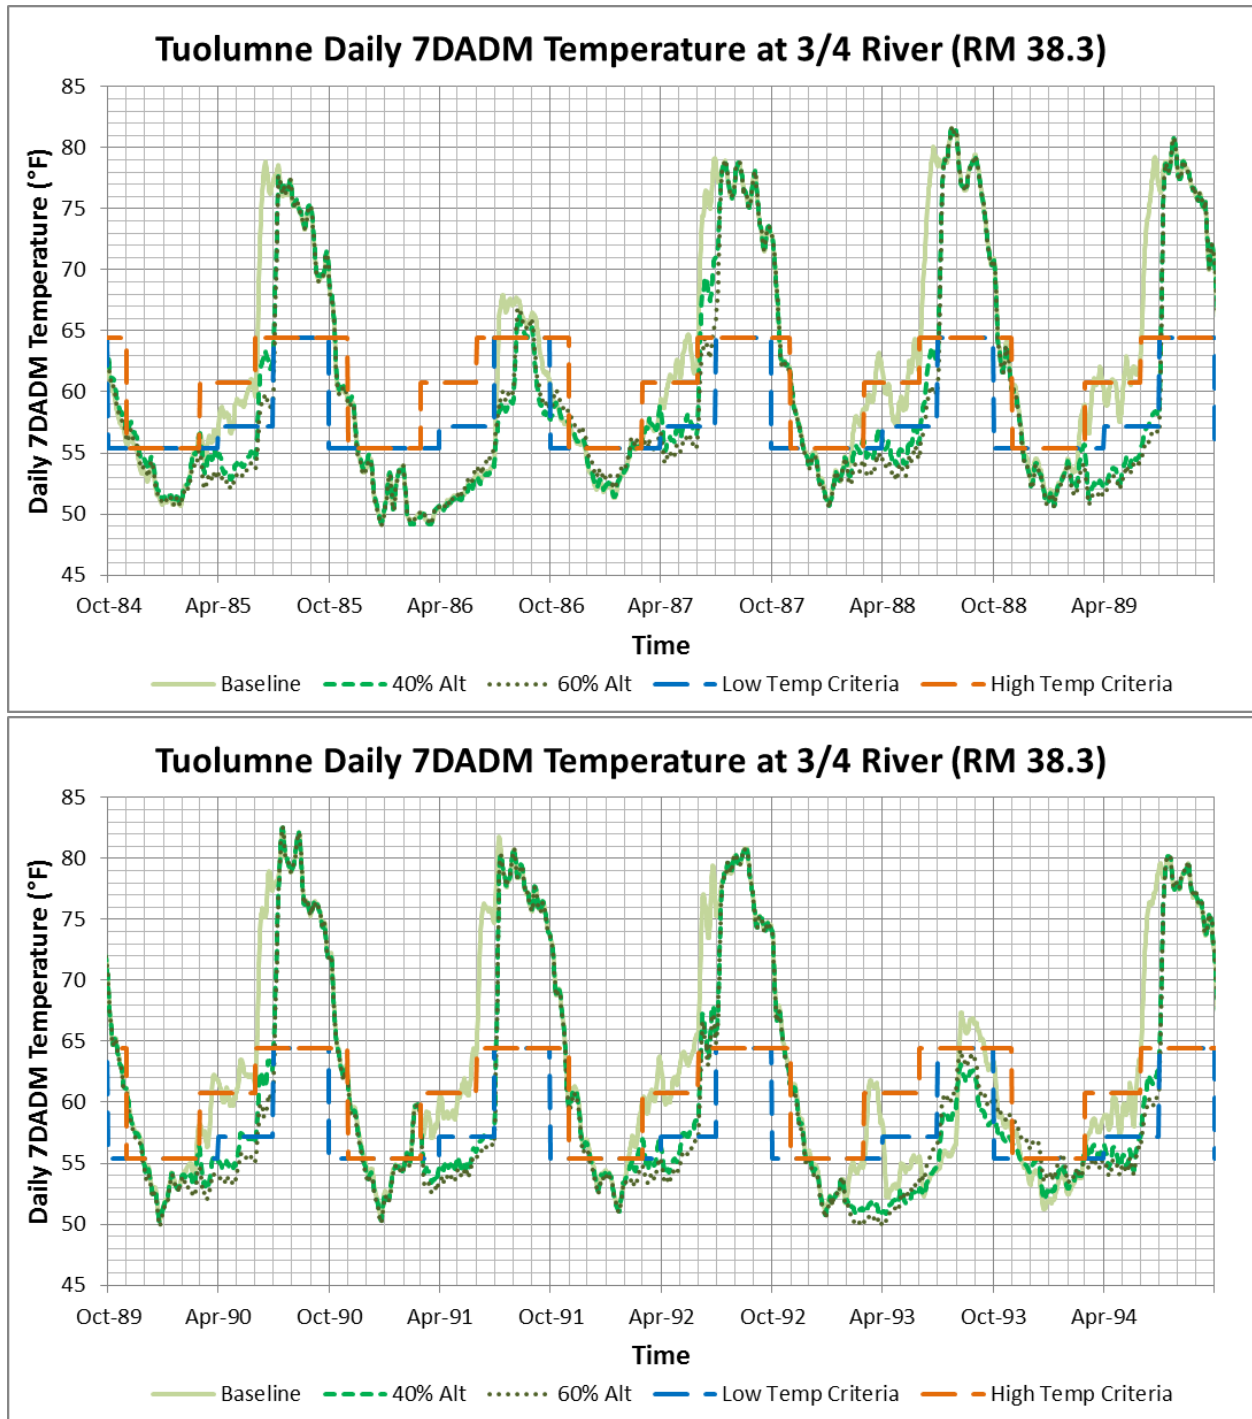 Tuolumne Daily 7DADM Temperature at 3/4 River (RM 38.3)
Daily 7DADM Temperature (°F)
85
80
75
70
65
60
55
50
45
Oct-84 Apr-85 Oct-85 Apr-86 Oct-86 Apr-87 Oct-87 Apr-88 Oct-88 Apr-89
Time
Baseline 40% Alt 60% Alt Low Temp Criteria High Temp Criteria
Tuolumne Daily 7DADM Temperature at 3/4 River (RM 38.3)
Daily 7DADM Temperature (°F)
85
80
75
70
65
60
55
50
45
Oct-89 Apr-90 Oct-90 Apr-91 Oct-91 Apr-92 Oct-92 Apr-93 Oct-93 Apr-94
Time
Baseline 40% Alt 60% Alt Low Temp Criteria High Temp Criteria